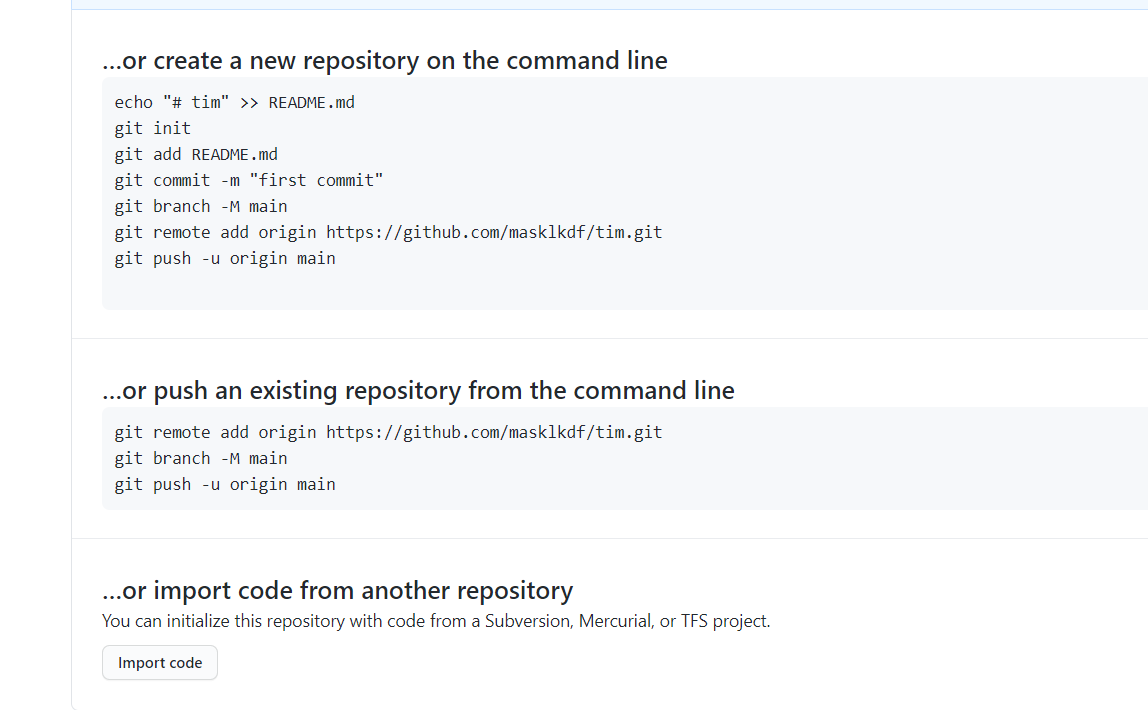 ...or create a new repository on the command line
echo "# tim" >> README.md
git init
git add README.md
git commit -m "first commit"
git branch -M main
git remote add origin https://github.com/masklkdf/tim.git
git push -u origin main
...or push an existing repository from the command line
git remote add origin https://github.com/masklkdf/tim.git
git branch -M main
git push -u origin main
...or import code from another repository
You can initialize this repository with code from a Subversion, Mercurial, or TFS project.
Import code